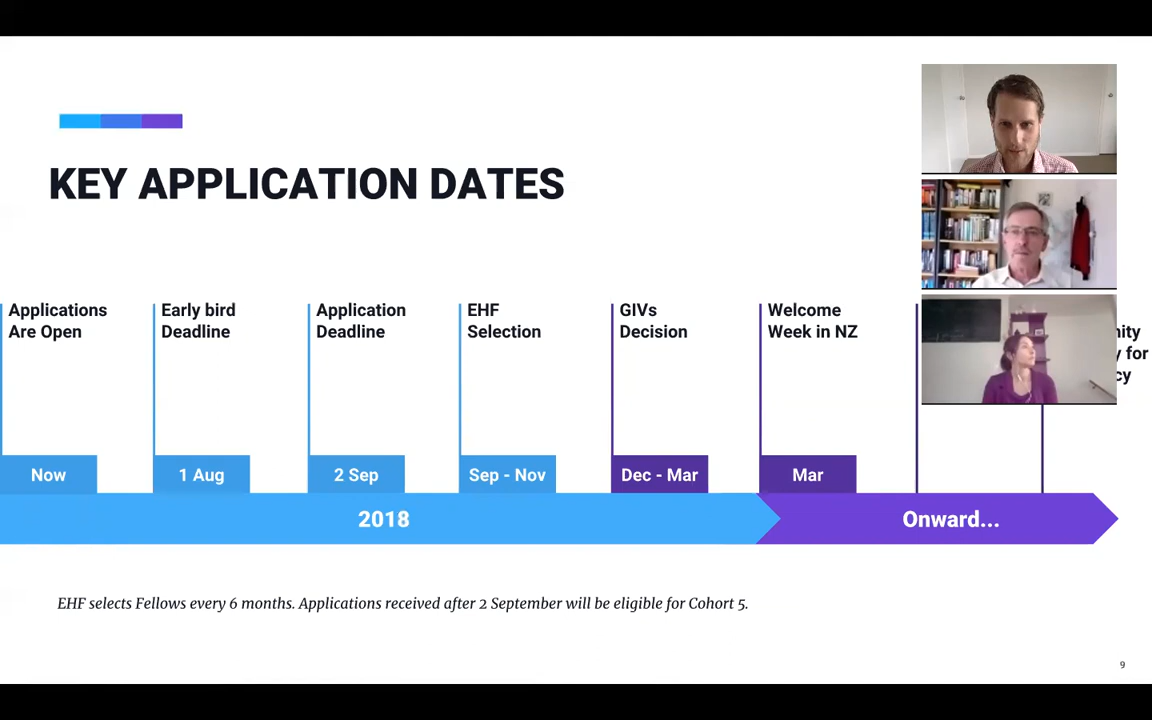 KEY APPLICATION DATES
Applications
Are Open
Early bird
Deadline
Application
Deadline
EHF
Selection
GIVs
Decision
Welcome
Week in NZ
Now
1 Aug
2 Sep
Sep - Nov
Dec - Mar
Mar
2018
Onward...
EHF selects Fellows every 6 months. Applications received after 2 September will be eligible for Cohort 5.
9